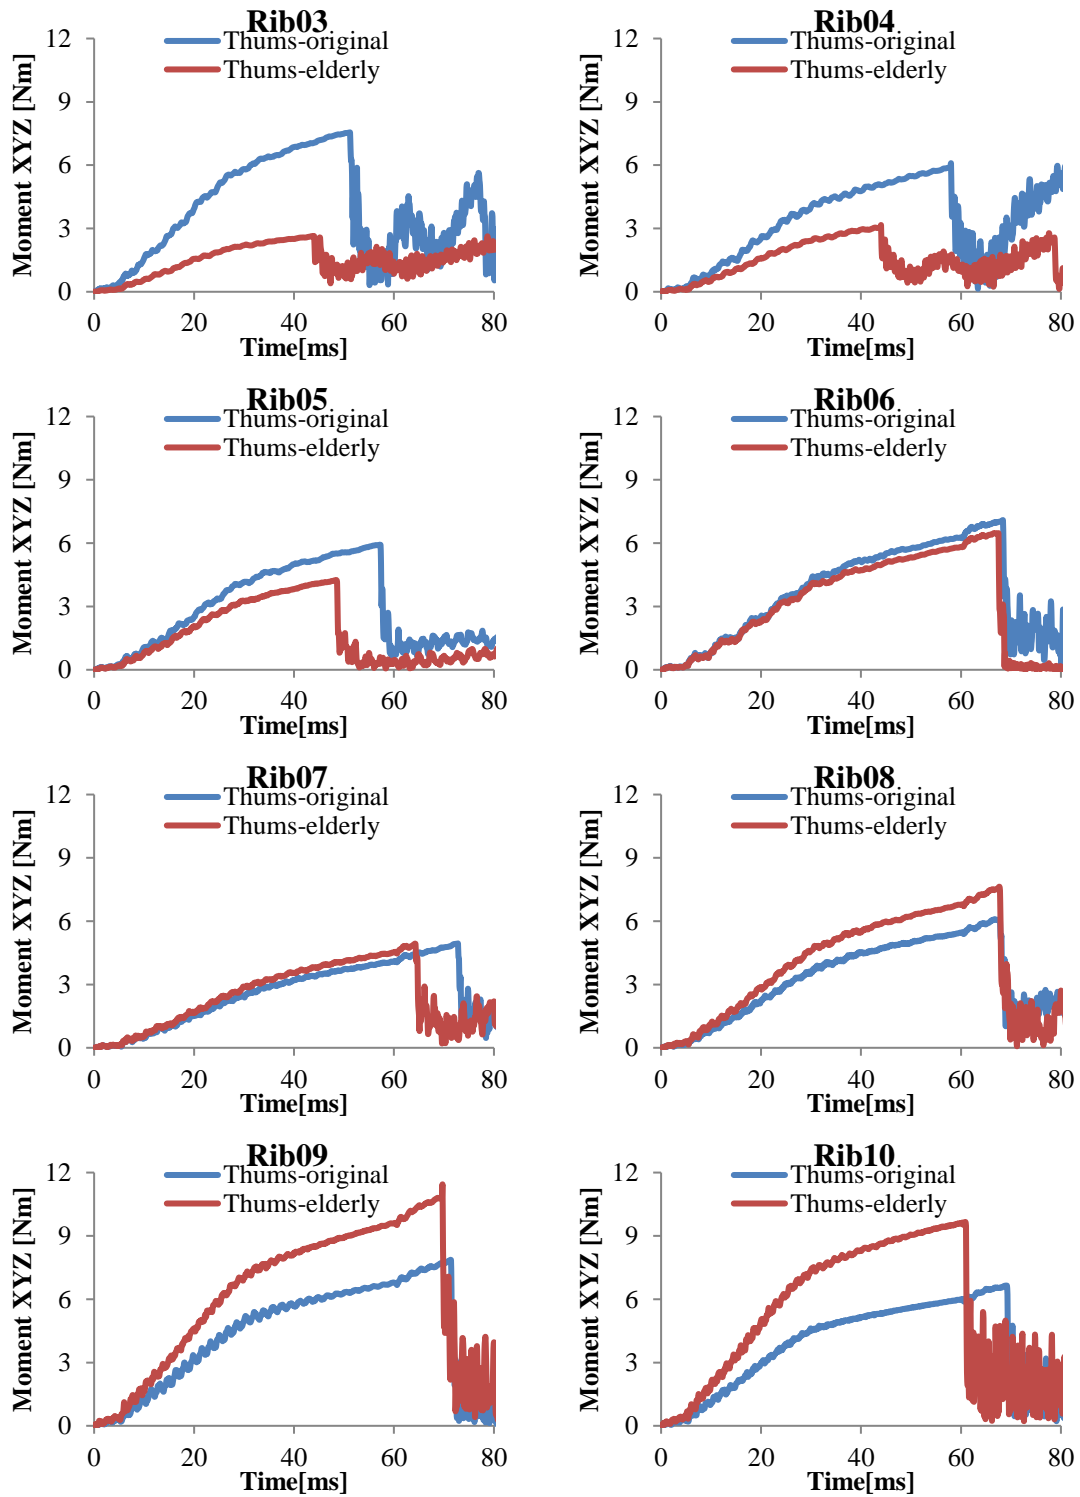 Rib03
Thums-original
Thums-elderly
Moment XYZ [Nm]
12
9
6
3
0
0 20 40 60 80
Time[ms]
Rib04
Thums-original
Thums-elderly
Moment XYZ [Nm]
12
9
6
3
0
0 20 40 60 80
Time[ms]
Rib05
Thums-original
Thums-elderly
Moment XYZ [Nm]
12
9
6
3
0
0 20 40 60 80
Time[ms]
Rib06
Thums-original
Thums-elderly
Moment XYZ [Nm]
12
9
6
3
0
0 20 40 60 80
Time[ms]
Rib07
Thums-original
Thums-elderly
Moment XYZ [Nm]
12
9
6
3
0
0 20 40 60 80
Time[ms]
Rib08
Thums-original
Thums-elderly
Moment XYZ [Nm]
12
9
6
3
0
0 20 40 60 80
Time[ms]
Rib09
Thums-original
Thums-elderly
Moment XYZ [Nm]
12
9
6
3
0
0 20 40 60 80
Time[ms]
Rib10
Thums-original
Thums-elderly
Moment XYZ [Nm]
12
9
6
3
0
0 20 40 60 80
Time[ms]